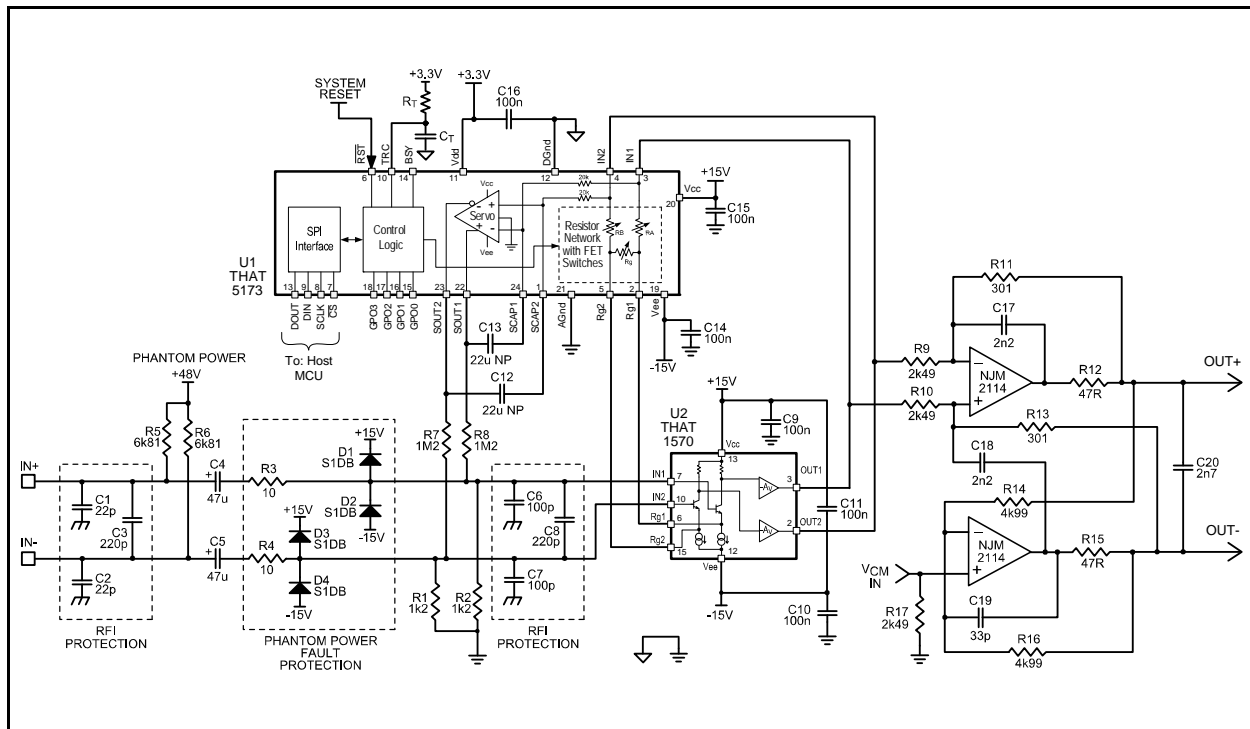 SYSTEM
RESET
+3.3V
RT
CT
+3.3V
C16
100n
RST
TRC
BSY
Vdd
DGnd
IN2
IN1
6
10
14
11
12
4
3
Vcc
20
+15V
C15
100n
20k
20k
Vcc
Servo
Vee
SPI
Interface
Control
Logic
Resistor
Network
with FET
Switches
RB
RA
Rg
U1
THAT
5173
13
9
8
7
18
17
16
15
23
22
24
1
21
5
2
19
DOUT
DIN
SCLK
CS
GPO3
GPO2
GPO1
GPO0
SOUT2
SOUT1
SCAP1
SCAP2
AGnd
Rg2
Rg1
Vee
To: Host
MCU
C13
22u NP
C12
22u NP
C14
100n
-15V
PHANTOM POWER
+48V
R5
6k81
R6
6k81
R7
1M2
R8
1M2
IN+
IN-
C1
22p
C2
22p
C3
220p
C4
47u
C5
47u
R3
10
R4
10
+15V
D1
S1DB
D2
S1DB
-15V
+15V
D3
S1DB
D4
S1DB
-15V
R1
1k2
R2
1k2
C6
100p
C7
100p
C8
220p
RFI
PROTECTION
PHANTOM POWER
FAULT
PROTECTION
RFI
PROTECTION
+15V
U2
THAT
1570
C9
100n
Vcc
13
IN1
7
IN2
10
Rg1
6
Rg2
15
-Av
-Av
OUT1
3
OUT2
2
12
Vee
-15V
C11
100n
C10
100n
R11
301
C17
2n2
R9
2k49
R10
2k49
NJM
2114
R12
47R
OUT+
R13
301
C18
2n2
C20
2n7
R14
4k99
NJM
2114
R15
47R
OUT-
VCM
IN
R17
2k49
C19
33p
R16
4k99